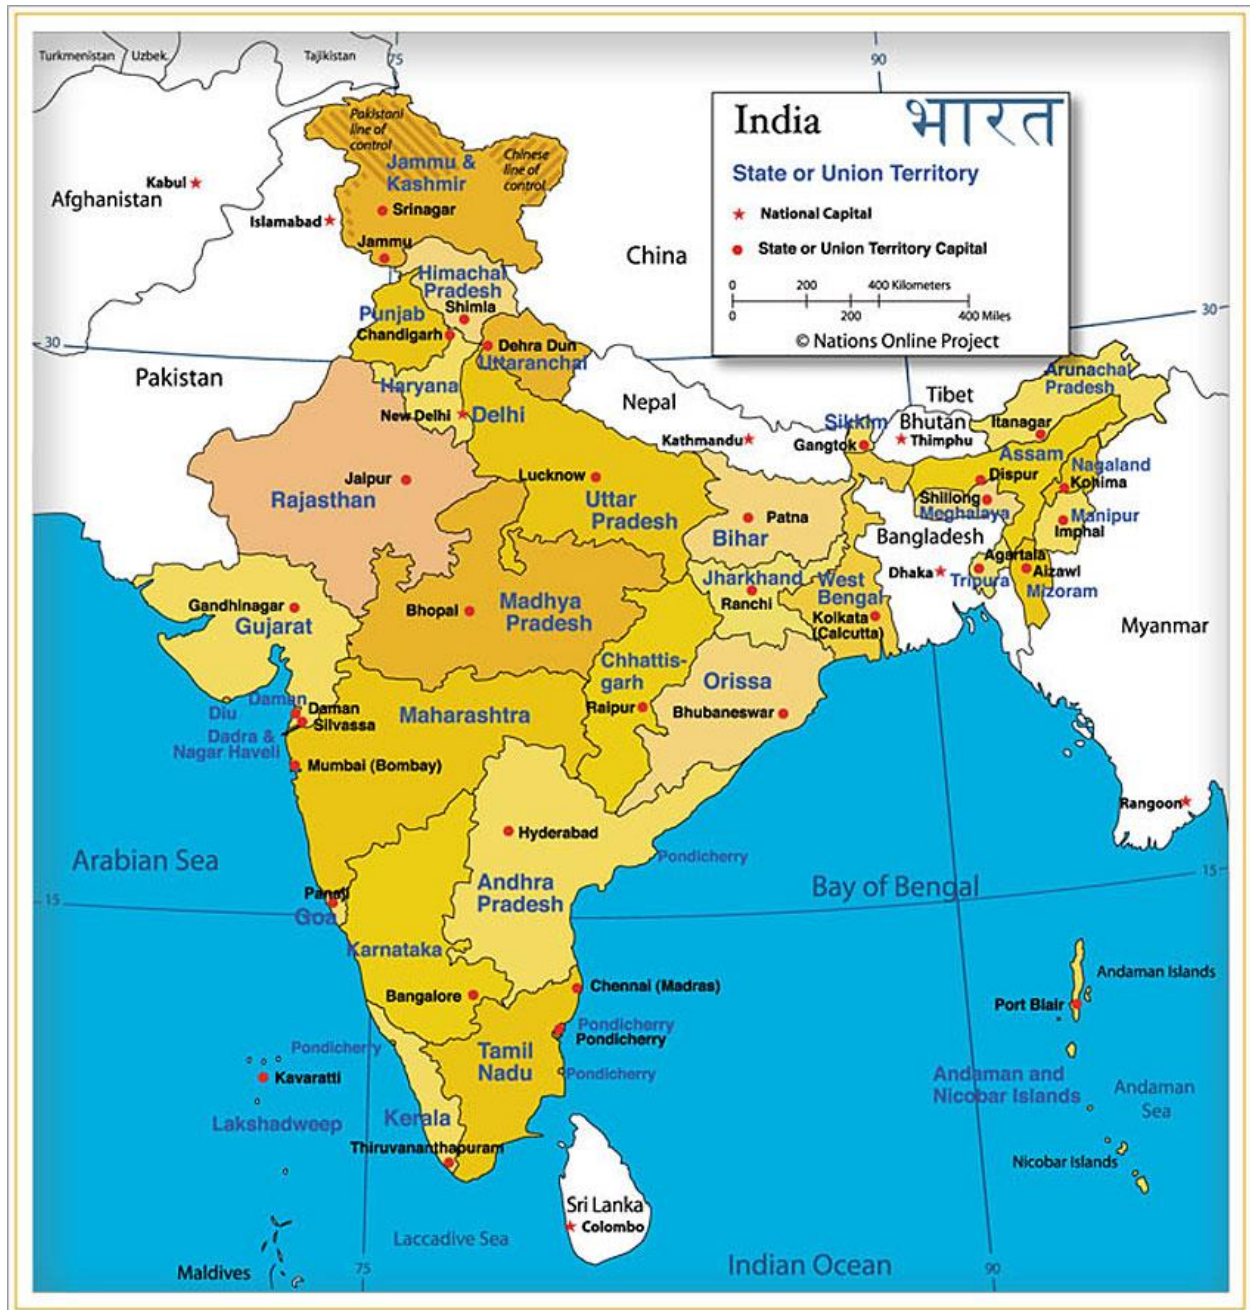 Turkmenistan
Uzbek.
Tajikistan
75
90
Pakistani
line of
control
Chinese
line of
control
Jammu &
Kashmir
Srinagar
Jammu
Afghanistan
Kabul
Islamabad
China
India भारत
State or Union Territory
National Capital
State or Union Territory Capital
0 200 400 Kilometers
0 200 400 Miles
© Nations Online Project
30
30
Himachal
Pradesh
Shimla
Punjab
Chandigarh
Dehra Dun
Uttaranchal
Pakistan
Haryana
New Delhi
Delhi
Nepal
Kathmandu
Tibet
Bhutan
Thimphu
Sikkim
Gangtok
Arunachal
Pradesh
Itanagar
Assam
Dispur
Nagaland
Kohima
Shillong
Meghalaya
Manipur
Imphal
Bangladesh
Dhaka
Agartala
Tripura
Aizawl
Mizoram
Myanmar
Rangoon
Jaipur
Rajasthan
Lucknow
Uttar
Pradesh
Patna
Bihar
Jharkhand
Ranchi
West
Bengal
Kolkata
(Calcutta)
Gandhinagar
Gujarat
Bhopal
Madhya
Pradesh
Chhattis-
garh
Raipur
Orissa
Bhubaneswar
Daman
Diu
Daman
Silvassa
Dadra &
Nagar Haveli
Maharashtra
Mumbai (Bombay)
Hyderabad
Andhra
Pradesh
Pondicherry
Arabian Sea
Bay of Bengal
15
15
Panaji
Goa
Karnataka
Bangalore
Chennai (Madras)
Pondicherry
Pondicherry
Pondicherry
Pondicherry
Tamil
Nadu
Kavaratti
Lakshadweep
Kerala
Thiruvananthapuram
Andaman Islands
Port Blair
Andaman and
Nicobar Islands
Andaman
Sea
Nicobar Islands
Sri Lanka
Colombo
Laccadive Sea
Indian Ocean
Maldives
75
90